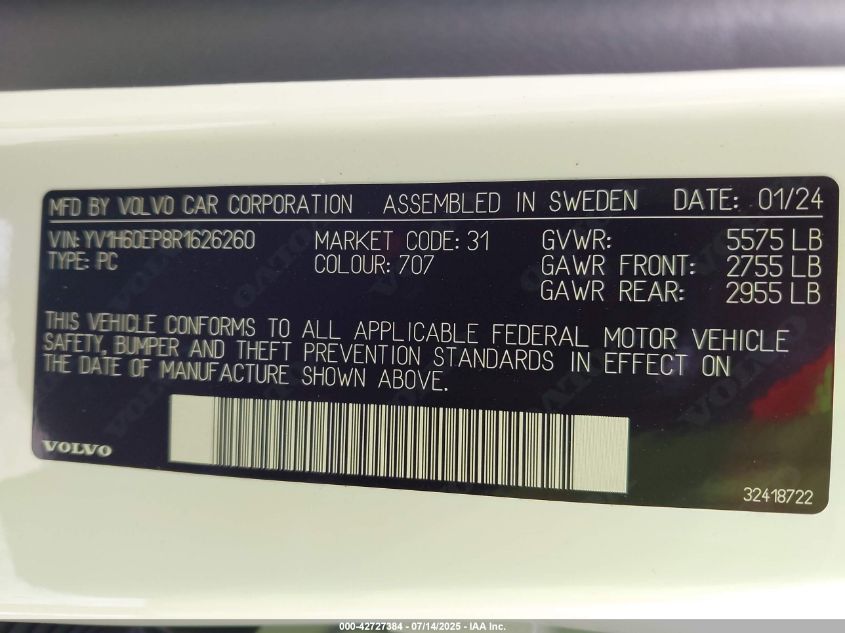 MFD BY VOLVO CAR CORPORATION ASSEMBLED IN SWEDEN DATE: 01/24
VIN: YV1H60EP8R1626260 MARKET CODE: 31 GVWR: 5575 LB
TYPE: PC COLOUR: 707 GAWR FRONT: 2755 LB
GAWR REAR: 2955 LB
THIS VEHICLE CONFORMS TO ALL APPLICABLE FEDERAL MOTOR VEHICLE
SAFETY, BUMPER AND THEFT PREVENTION STANDARDS IN EFFECT ON
THE DATE OF MANUFACTURE SHOWN ABOVE.
VOLVO
32418722
000-42727384 - 07/14/2025 - IAA Inc.